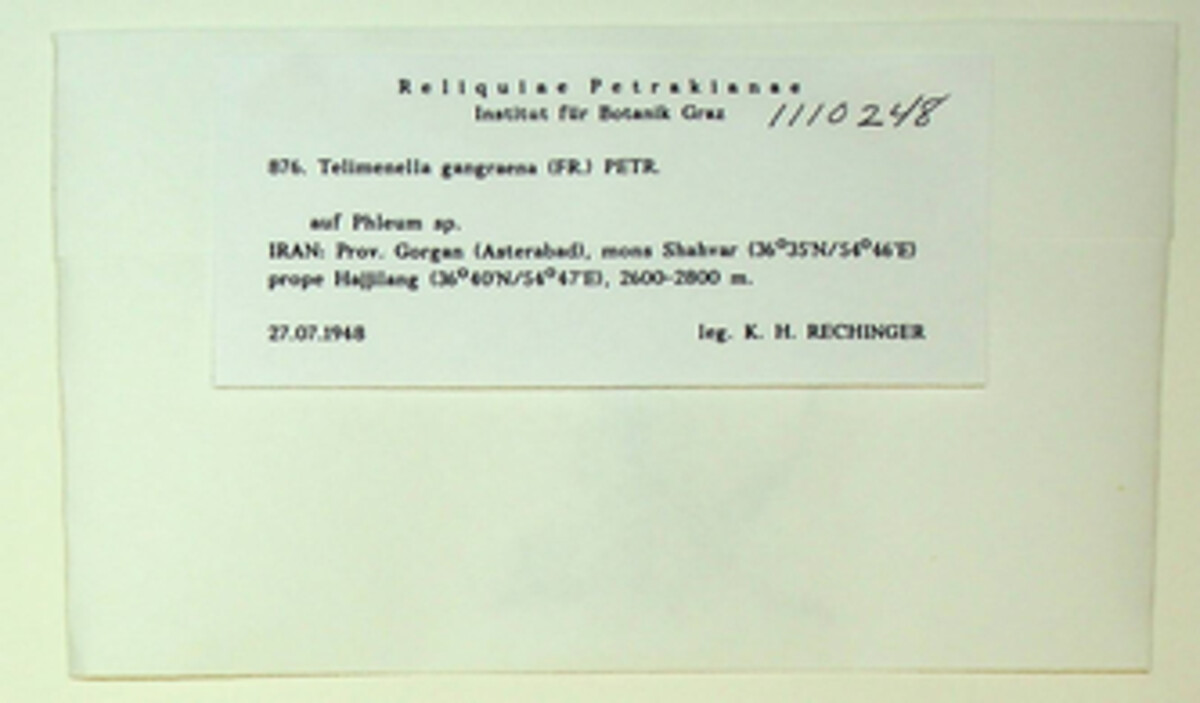 Reliquiae Petrakianae
Institut für Botanik Graz 1110248
876. Telimenella gangraena (FR.) PETR.
auf Phleum sp.
IRAN: Prov. Gorgan (Asterabad), mons Shahvar (36°35'N/54°46'E)
prope Hajjilang (36°40'N/54°47'E), 2600-2800 m.
27.07.1948 leg. K. H. RECHINGER